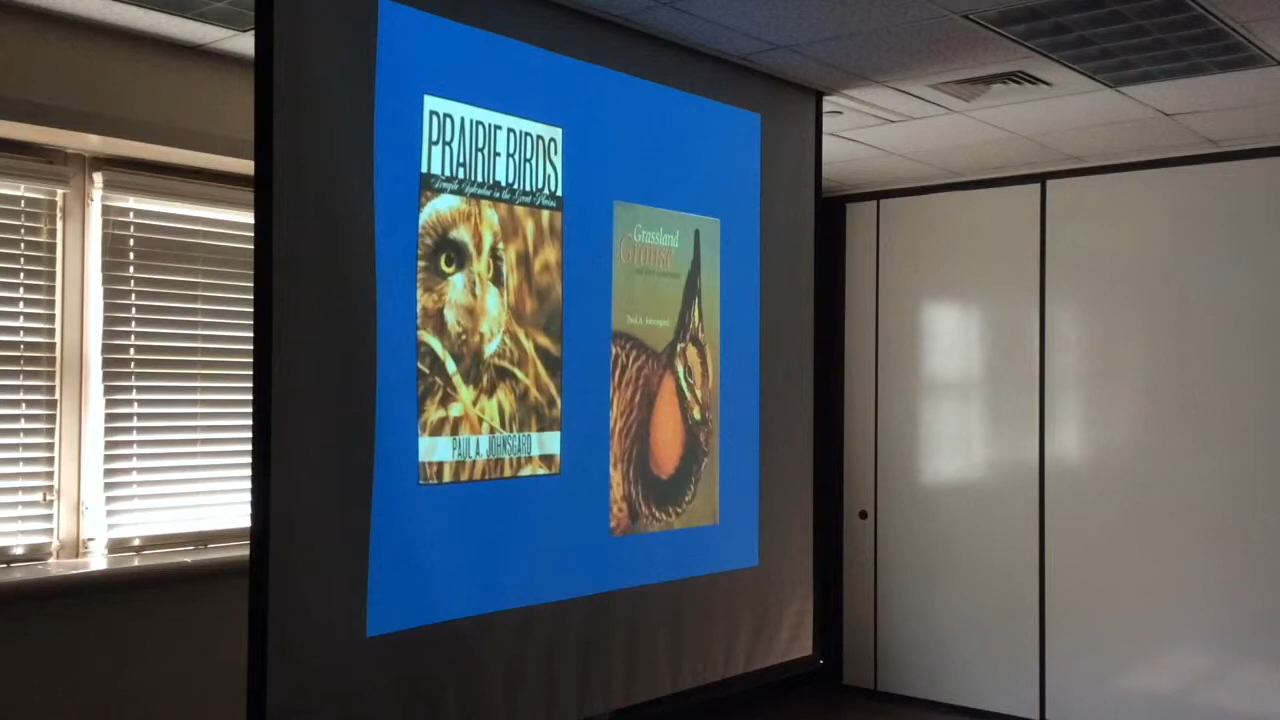 PRAIRIE BIRDS
Fragile Splendor in the Great Plains
PAUL A. JOHNSGARD
Grassland
Grouse
Paul A. Johnsgard